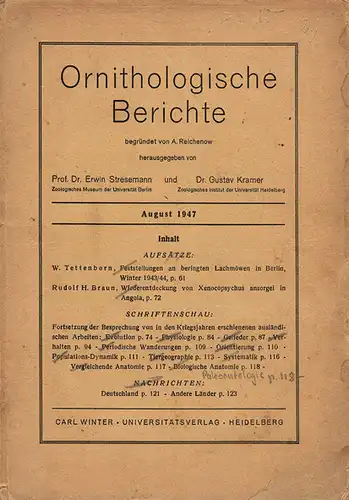 Ornithologische
Berichte
begründet von A. Reichenow
herausgegeben von
Prof. Dr. Erwin Stresemann und Dr. Gustav Kramer
Zoologisches Museum der Universität Berlin Zoologisches Institut der Universität Heidelberg
August 1947
Inhalt
AUFSÄTZE:
W. Tettenborn, Feststellungen an beringten Lachmöwen in Berlin,
Winter 1943/44, p. 61
Rudolf H. Braun, Wiederentdeckung von Xenocopsychus ansorgei in
Angola, p. 72
SCHRIFTENSCHAU:
Fortsetzung der Besprechung von in den Kriegsjahren erschienenen ausländi-
schen Arbeiten: Evolution p. 74 - Physiologie p. 84 - Gefieder p. 87 - Ver-
halten p. 94 - Periodische Wanderungen p. 109 - Orientierung p. 110 -
Populations-Dynamik p. 111 - Tiergeographie p. 113 - Systematik p. 116 -
Vergleichende Anatomie p. 117 - Biologische Anatomie p. 118 -
Paläontologie p. 118-
NACHRICHTEN:
Deutschland p. 121 - Andere Länder p. 123
CARL WINTER · UNIVERSITÄTSVERLAG · HEIDELBERG